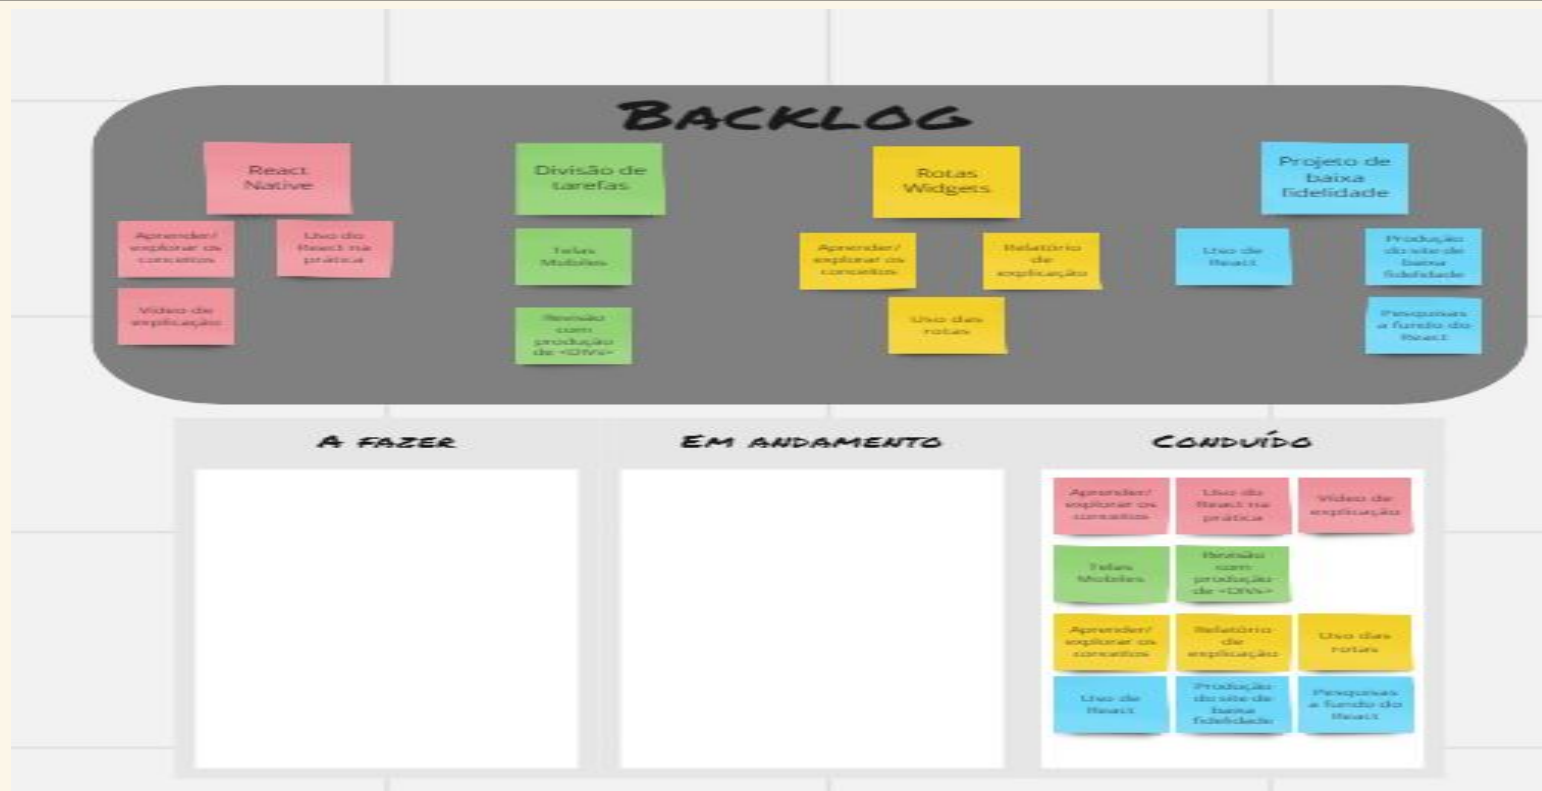 BACKLOG
React
Native
Aprender/
explorar os
conceitos
Uso do
React na
prática
Vídeo de
explicação
Divisão de
tarefas
Telas
Mobiles
Revisão
com
produção
de <DIVs>
Rotas
Widgets
Aprender/
explorar os
conceitos
Relatório
de
explicação
Uso das
rotas
Projeto de
baixa
fidelidade
Uso de
React
Produção
do site de
baixa
fidelidade
Pesquisas
a fundo do
React
A FAZER
EM ANDAMENTO
CONDUÍDO
Aprender/
explorar os
conceitos
Uso do
React na
prática
Vídeo de
explicação
Telas
Mobiles
Revisão
com
produção
de <DIVs>
Aprender/
explorar os
conceitos
Relatório
de
explicação
Uso das
rotas
Uso de
React
Produção
do site de
baixa
fidelidade
Pesquisas
a fundo do
React